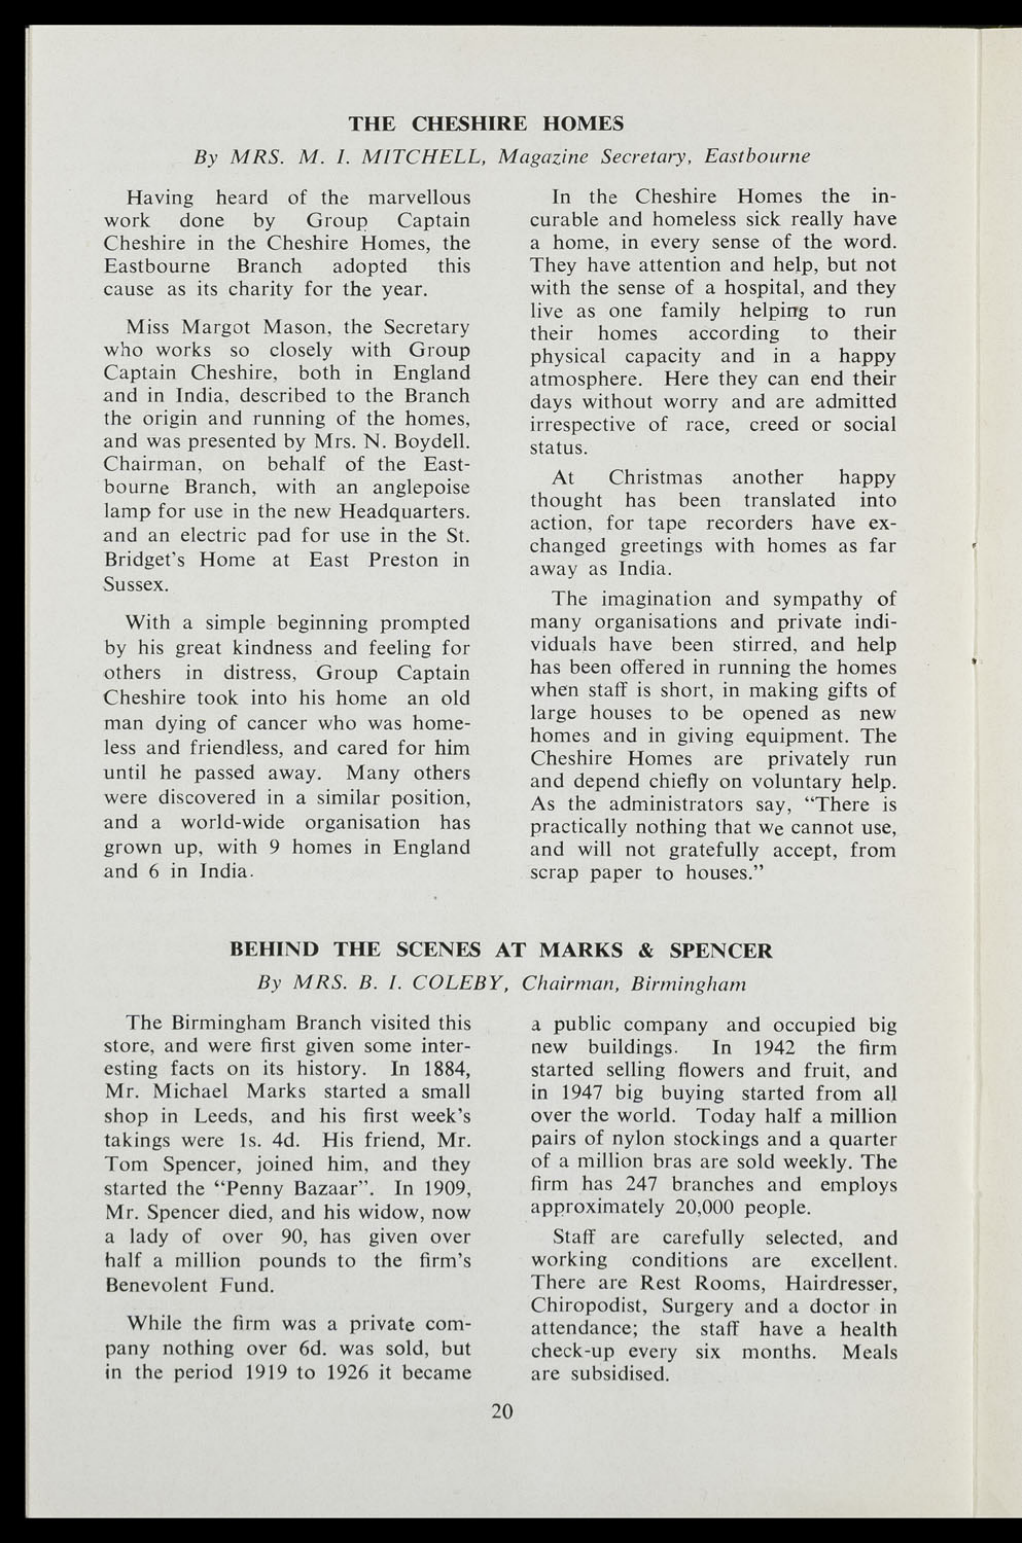 THE CHESHIRE HOMES
By MRS. M. I. MITCHELL, Magazine Secretary, Eastbourne
Having heard of the marvellous
work done by Group Captain
Cheshire in the Cheshire Homes, the
Eastbourne Branch adopted this
cause as its charity for the year.
Miss Margot Mason, the Secretary
who works so closely with Group
Captain Cheshire, both in England
and in India, described to the Branch
the origin and running of the homes,
and was presented by Mrs. N. Boydell.
Chairman, on behalf of the East-
bourne Branch, with an anglepoise
lamp for use in the new Headquarters.
and an electric pad for use in the St.
Bridget's Home at East Preston in
Sussex.
With a simple beginning prompted
by his great kindness and feeling for
others in distress, Group Captain
Cheshire took into his home an old
man dying of cancer who was home-
less and friendless, and cared for him
until he passed away. Many others
were discovered in a similar position,
and a world-wide organisation has
grown up, with 9 homes in England
and 6 in India.
In the Cheshire Homes the in-
curable and homeless sick really have
a home, in every sense of the word.
They have attention and help, but not
with the sense of a hospital, and they
live as one family helping to run
their homes according to their
physical capacity and in a happy
atmosphere. Here they can end their
days without worry and are admitted
irrespective of race, creed or social
status.
At Christmas another happy
thought has been translated into
action, for tape recorders have ex-
changed greetings with homes as far
away as India.
The imagination and sympathy of
many organisations and private indi-
viduals have been stirred, and help
has been offered in running the homes
when staff is short, in making gifts of
large houses to be opened as new
homes and in giving equipment. The
Cheshire Homes are privately run
and depend chiefly on voluntary help.
As the administrators say, "There is
practically nothing that we cannot use,
and will not gratefully accept, from
scrap paper to houses."
BEHIND THE SCENES AT MARKS & SPENCER
By MRS. B. I. COLEBY, Chairman, Birmingham
The Birmingham Branch visited this
store, and were first given some inter-
esting facts on its history. In 1884,
Mr. Michael Marks started a small
shop in Leeds, and his first week's
takings were 1s. 4d. His friend, Mr.
Tom Spencer, joined him, and they
started the "Penny Bazaar". In 1909,
Mr. Spencer died, and his widow, now
a lady of over 90, has given over
half a million pounds to the firm's
Benevolent Fund.
While the firm was a private com-
pany nothing over 6d. was sold, but
in the period 1919 to 1926 it became
a public company and occupied big
new buildings. In 1942 the firm
started selling flowers and fruit, and
in 1947 big buying started from all
over the world. Today half a million
pairs of nylon stockings and a quarter
of a million bras are sold weekly. The
firm has 247 branches and employs
approximately 20,000 people.
Staff are carefully selected, and
working conditions are excellent.
There are Rest Rooms, Hairdresser,
Chiropodist, Surgery and a doctor in
attendance; the staff have a health
check-up every six months. Meals
are subsidised.
20